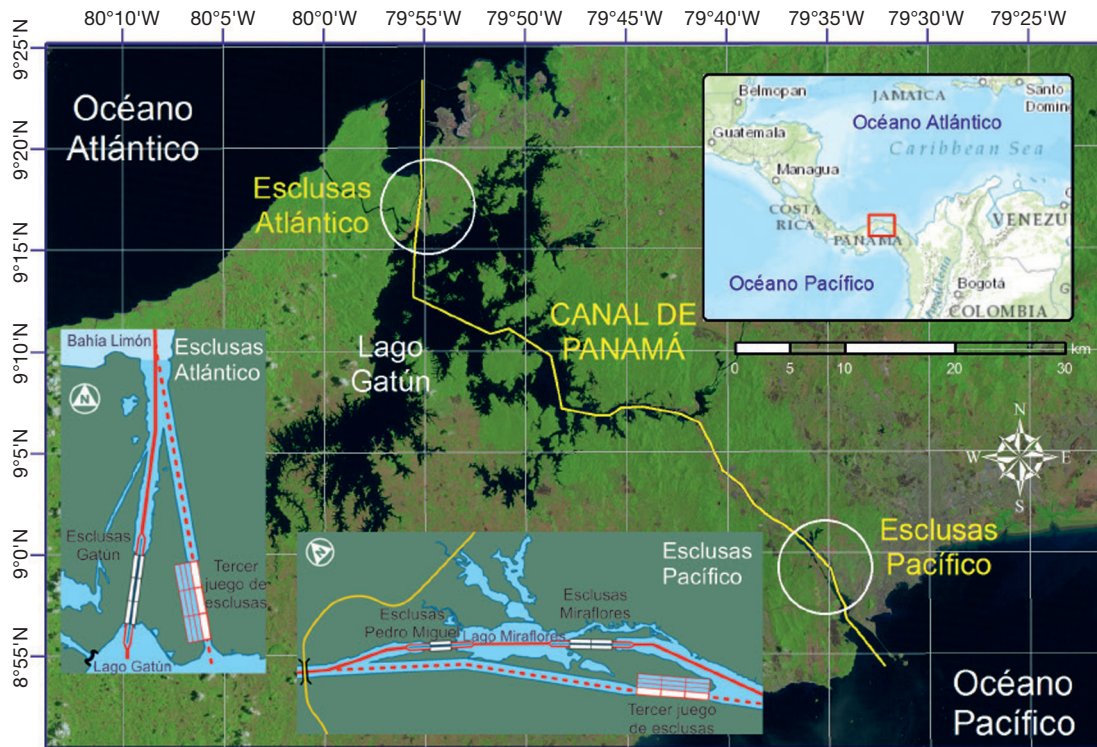 80°10'W 80°5'W 80°0'W 79°55'W 79°50'W 79°45'W 79°40'W 79°35'W 79°30'W 79°25'W
9°25'N
9°20'N
9°15'N
9°10'N
9°5'N
9°0'N
8°55'N
Océano
Atlántico
Esclusas
Atlántico
Lago
Gatún
CANAL DE
PANAMÁ
Esclusas
Pacífico
Océano
Pacífico
Belmopan
JAMAICA
Santo
Doming
Guatemala
Océano Atlántico
Caribbean Sea
Managua
COSTA
RICA
PANAMA
VENEZU
Océano Pacífico
Bogotá
COLOMBIA
0 5 10 20 30
km
N
W E
S
Bahía Limón
Esclusas
Atlántico
N
Esclusas
Gatún
Tercer
juego de
esclusas
Lago Gatún
N
Esclusas
Pacífico
Esclusas
Pedro Miguel
Lago Miraflores
Esclusas
Miraflores
Tercer juego
de esclusas